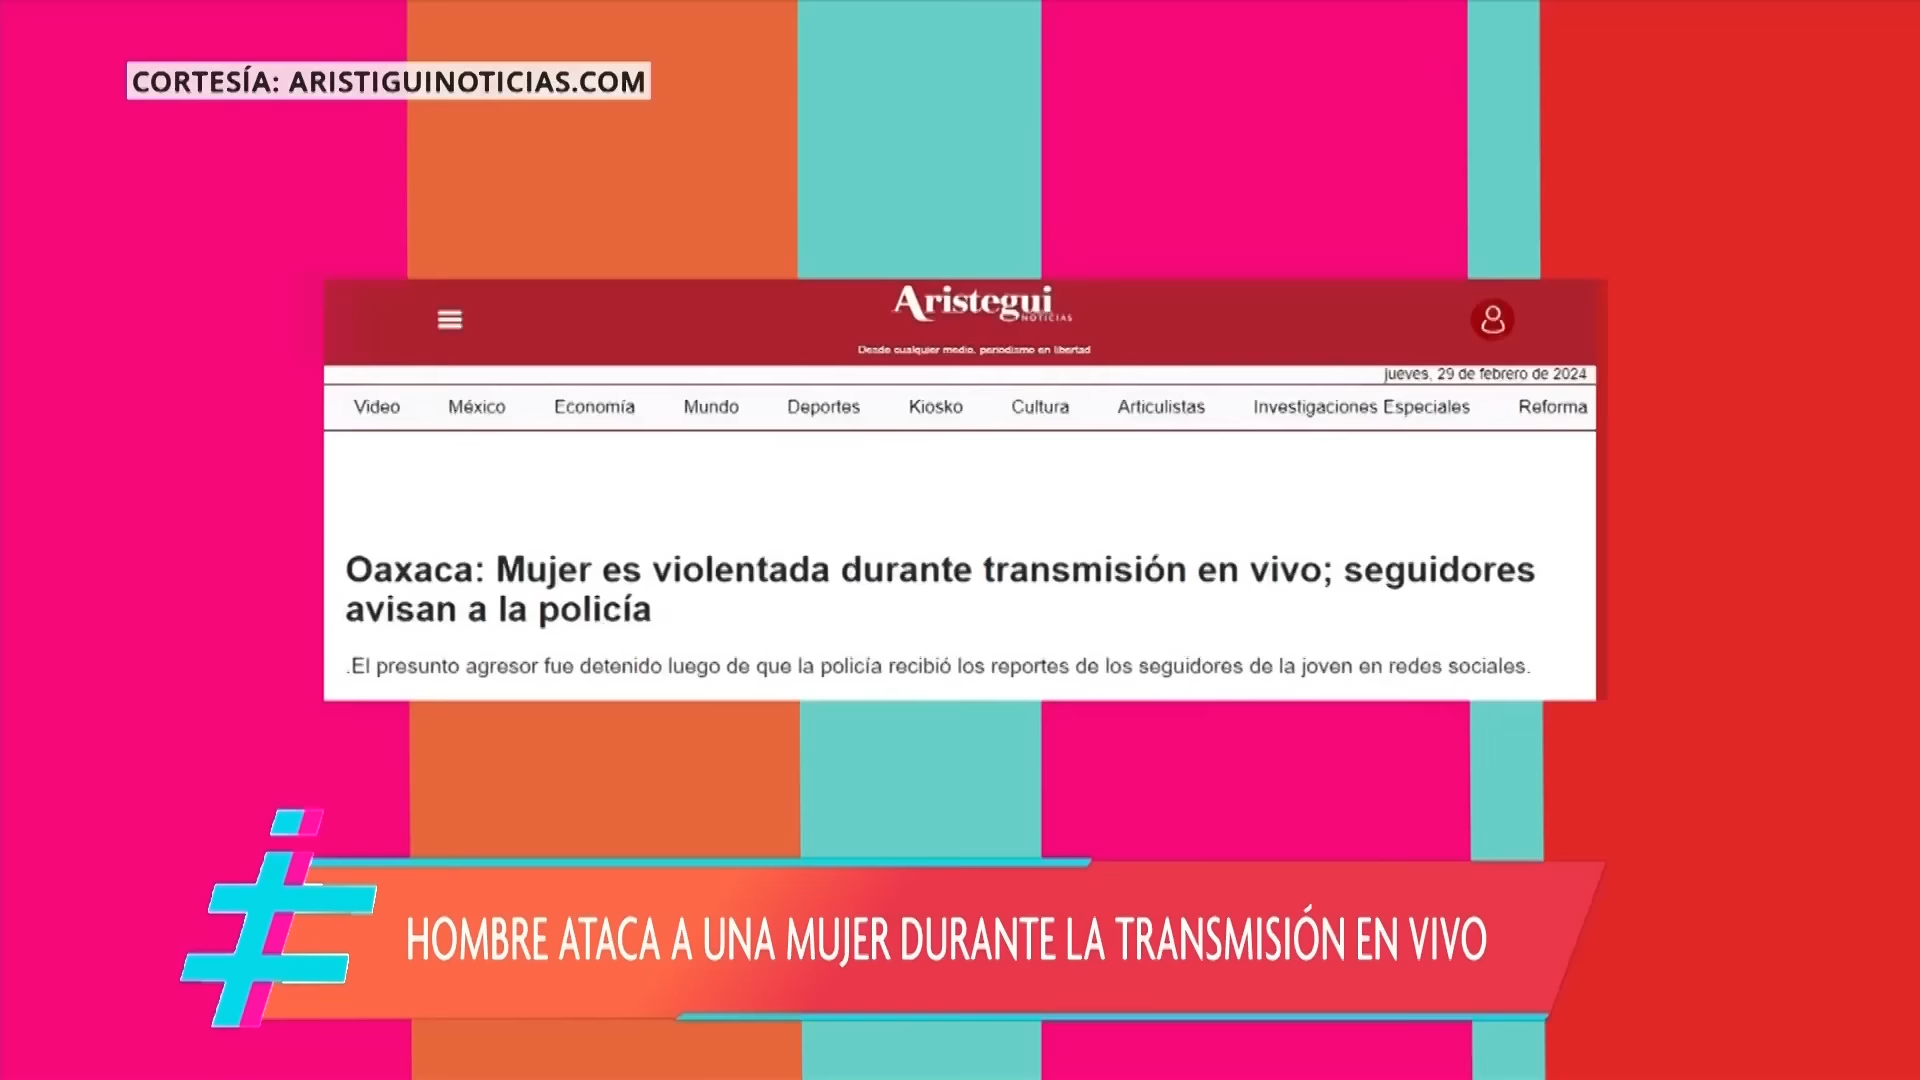 CORTESÍA: ARISTIGUINOTICIAS.COM
Aristegui
NOTICIAS
Desde cualquier medio, periodismo en libertad
jueves, 29 de febrero de 2024
Video México Economía Mundo Deportes Kiosko Cultura Articulistas Investigaciones Especiales Reforma
Oaxaca: Mujer es violentada durante transmisión en vivo; seguidores
avisan a la policía
.El presunto agresor fue detenido luego de que la policía recibió los reportes de los seguidores de la joven en redes sociales.
HOMBRE ATACA A UNA MUJER DURANTE LA TRANSMISIÓN EN VIVO